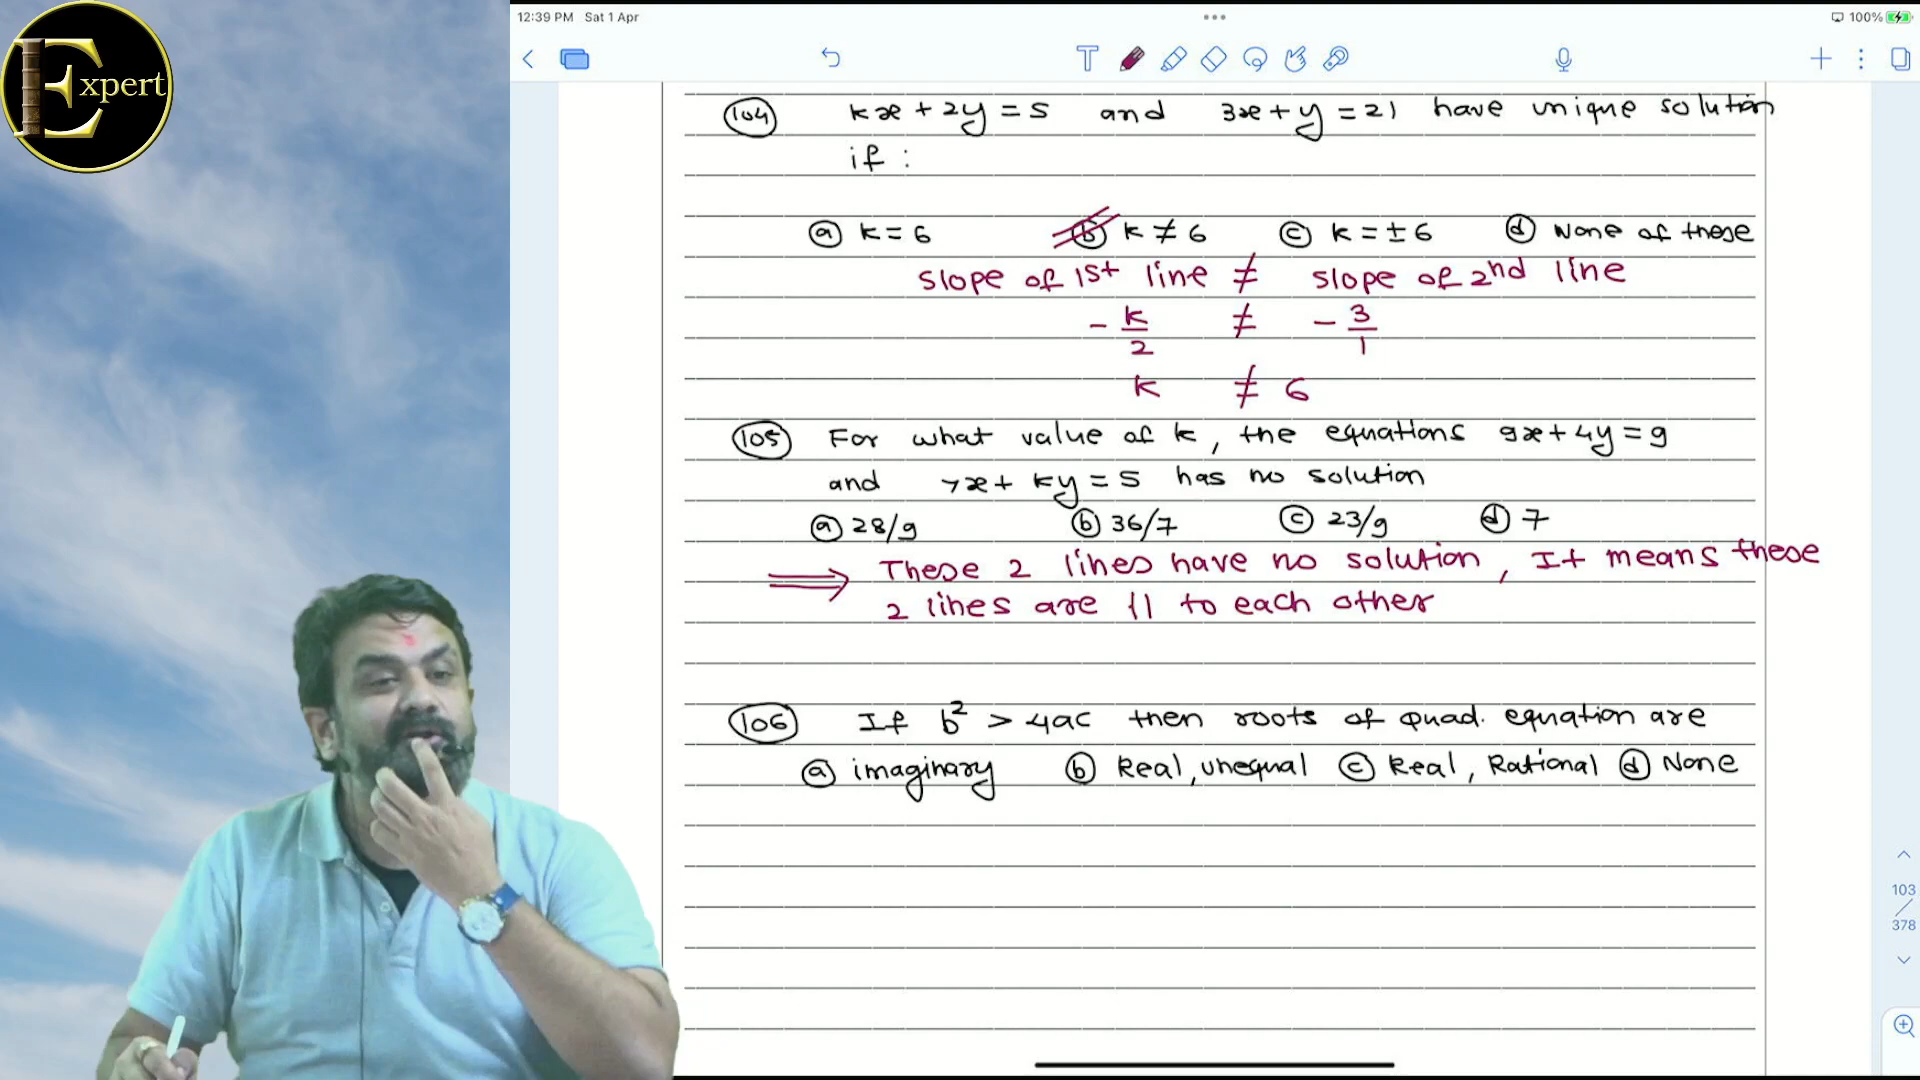 Expert
12:39 PM Sat 1 Apr
100%
104 kx + 2y = 5 and 3x + y = 21 have unique solution
if :
a k = 6 b k ≠ 6 c k = ± 6 d None of these
Slope of 1st line ≠ slope of 2nd line
- k/2 ≠ - 3/1
k ≠ 6
105 For what value of k, the equations 9x + 4y = 9
and 7x + ky = 5 has no solution
a 28/9 b 36/7 c 23/9 d 7
⟹ These 2 lines have no solution, It means these
2 lines are || to each other
106 If b² > 4ac then roots of quad. equation are
a imaginary b Real, unequal c Real, Rational d None
103
/
378